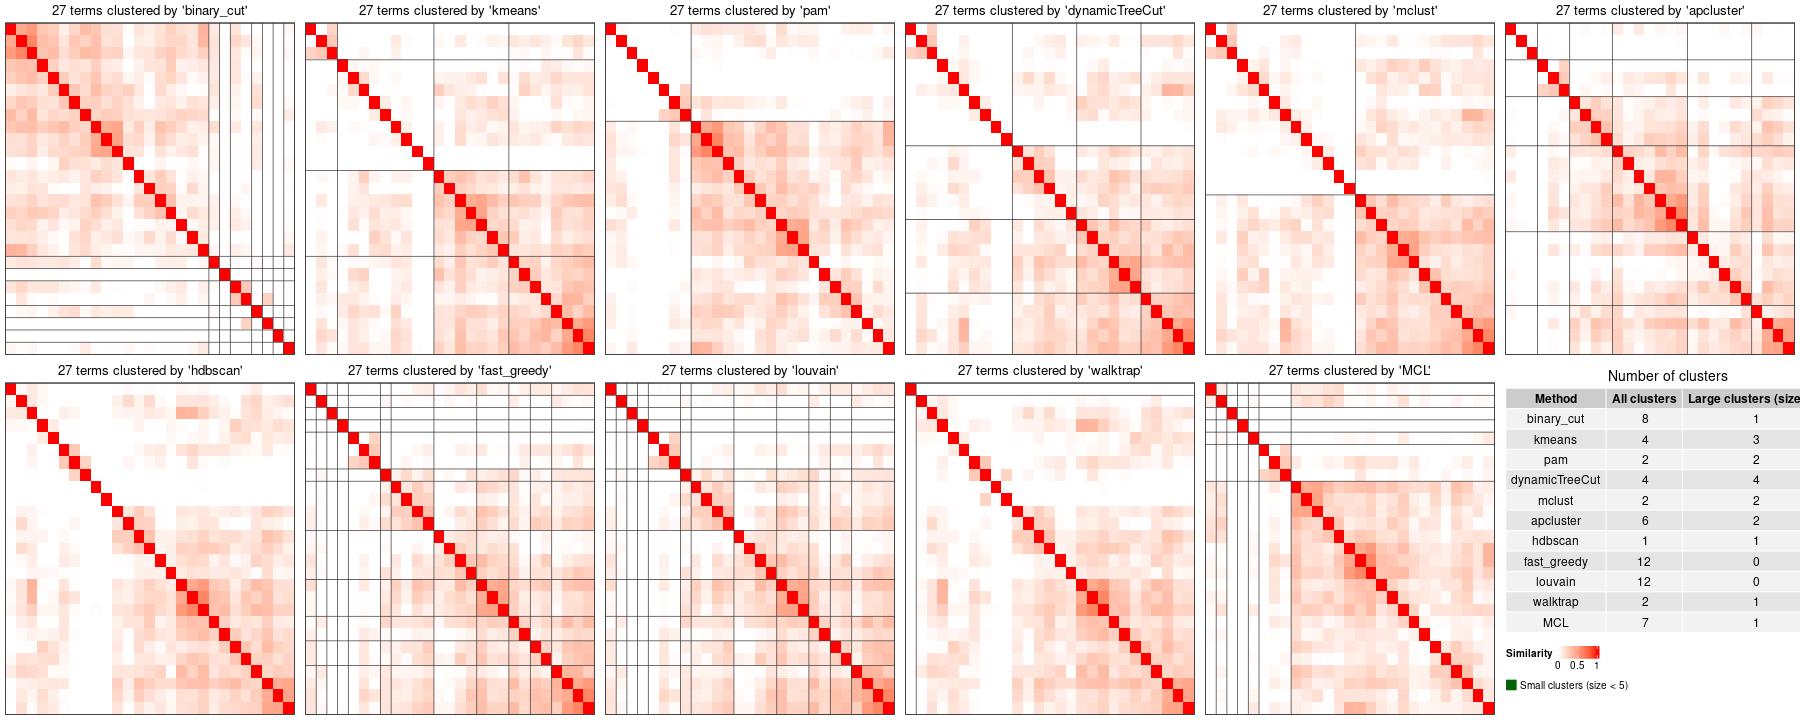 27 terms clustered by 'binary_cut'
27 terms clustered by 'kmeans'
27 terms clustered by 'pam'
27 terms clustered by 'dynamicTreeCut'
27 terms clustered by 'mclust'
27 terms clustered by 'apcluster'
27 terms clustered by 'hdbscan'
27 terms clustered by 'fast_greedy'
27 terms clustered by 'louvain'
27 terms clustered by 'walktrap'
27 terms clustered by 'MCL'
Number of clusters
Method All clusters Large clusters (size
binary_cut 8 1
kmeans 4 3
pam 2 2
dynamicTreeCut 4 4
mclust 2 2
apcluster 6 2
hdbscan 1 1
fast_greedy 12 0
louvain 12 0
walktrap 2 1
MCL 7 1
Similarity
0 0.5 1
Small clusters (size < 5)